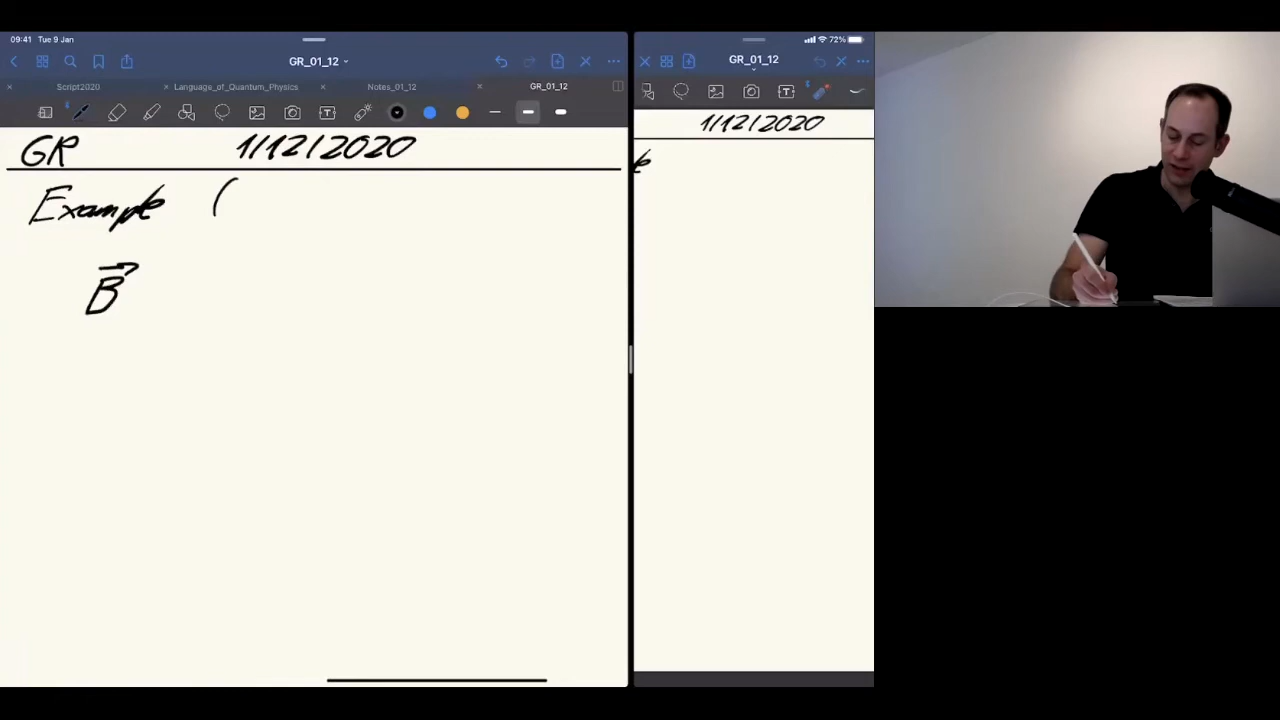 09:41 Tue 9 Jan
72%
GR_01_12
GR_01_12
Script2020
Language_of_Quantum_Physics
Notes_01_12
GR_01_12
GR 1/12/2020
1/12/2020
Example (
le
B